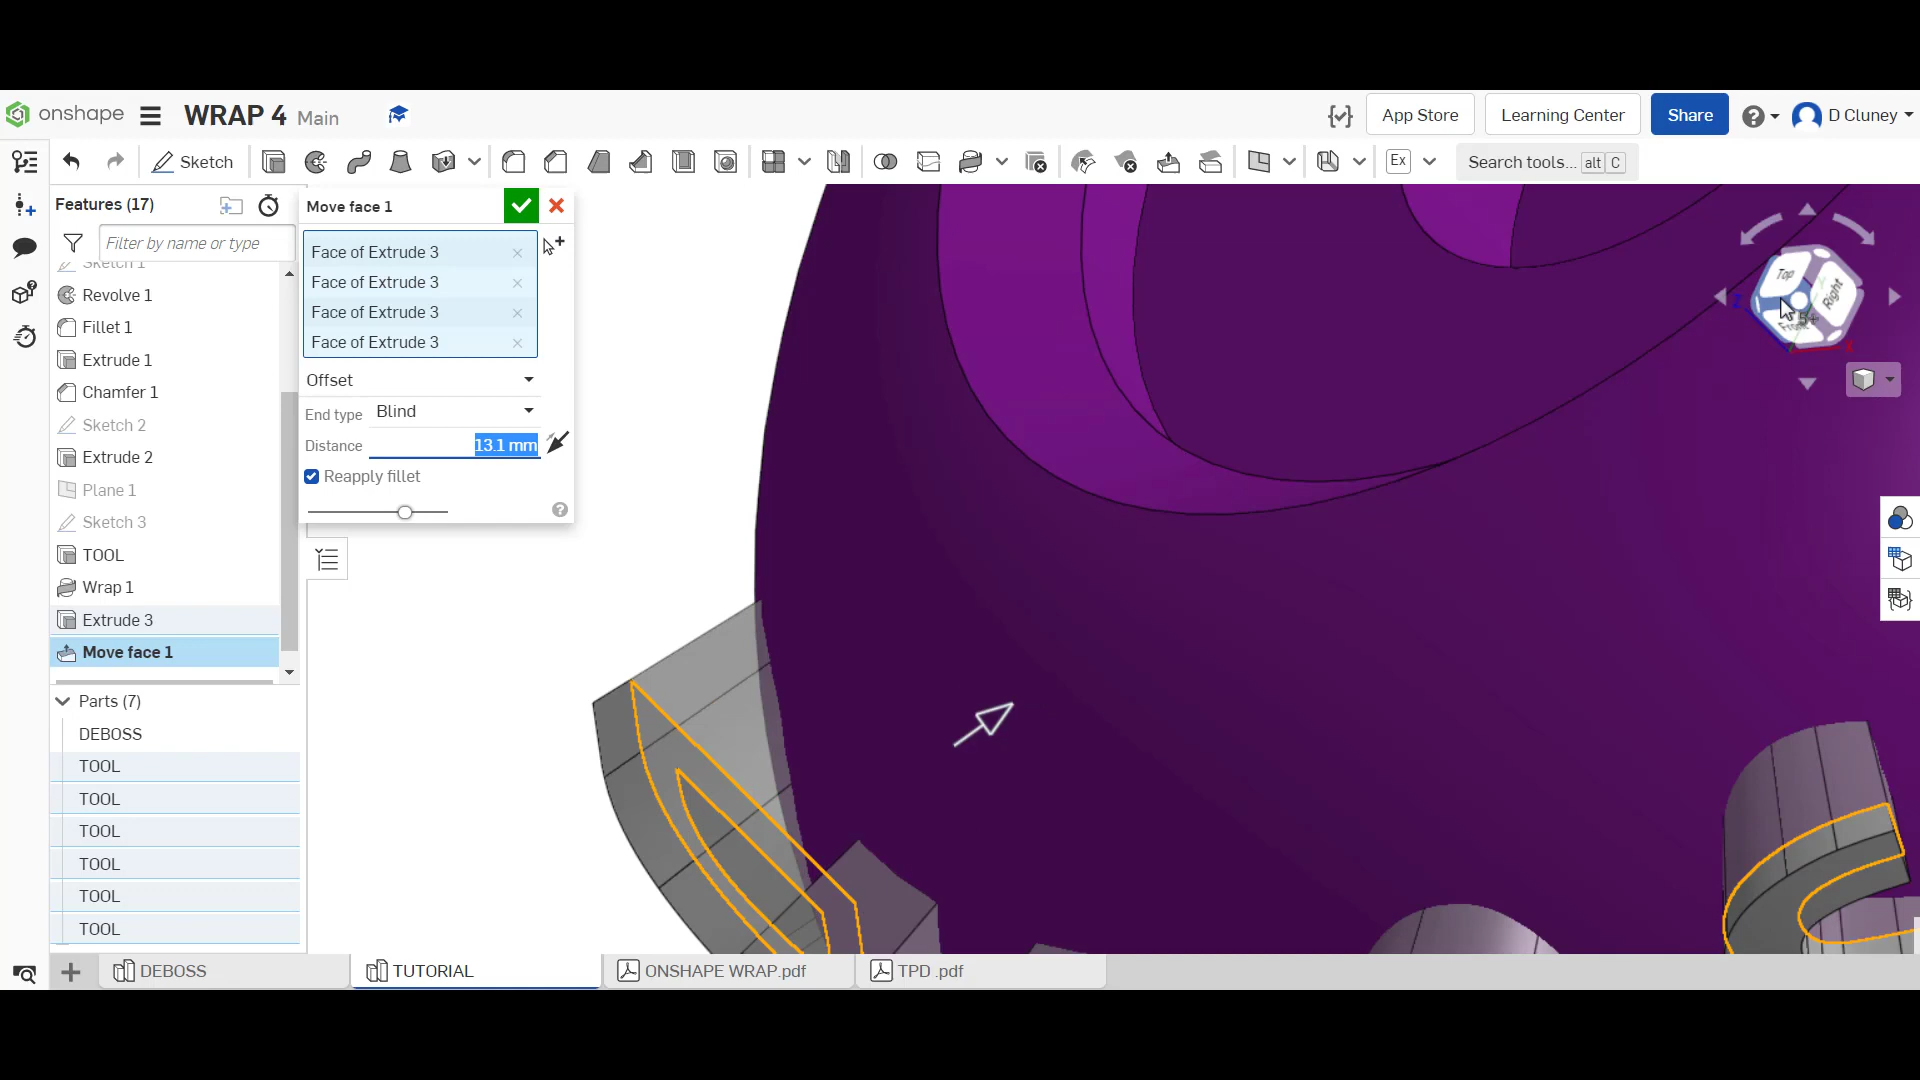 onshape
WRAP 4 Main
App Store
Learning Center
Share
D Cluney
Sketch
Ex
Search tools... alt C
Features (17)
Filter by name or type
Sketch 1
Revolve 1
Fillet 1
Extrude 1
Chamfer 1
Sketch 2
Extrude 2
Plane 1
Sketch 3
TOOL
Wrap 1
Extrude 3
Move face 1
Parts (7)
DEBOSS
TOOL
TOOL
TOOL
TOOL
TOOL
TOOL
Move face 1
Face of Extrude 3
Face of Extrude 3
Face of Extrude 3
Face of Extrude 3
Offset
End type Blind
Distance 13.1 mm
Reapply fillet
Top
Right
Front
Z
X
5+
DEBOSS
TUTORIAL
ONSHAPE WRAP.pdf
TPD .pdf